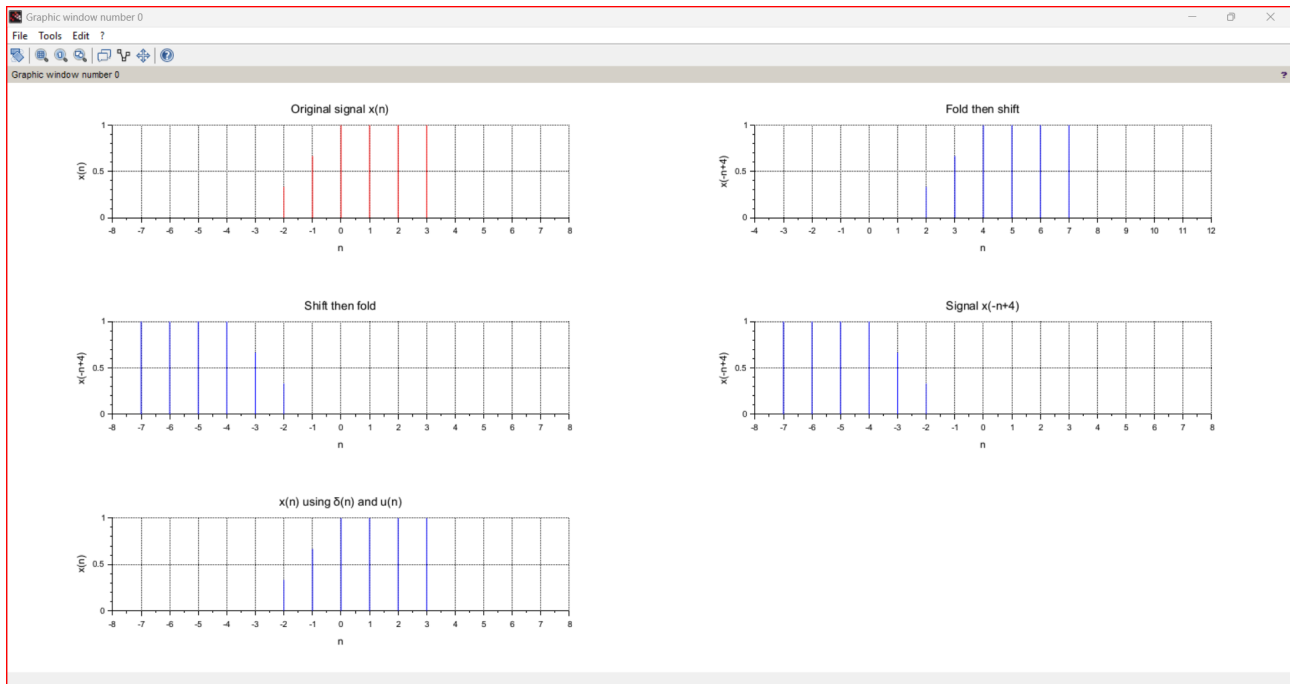 Graphic window number 0
File Tools Edit ?
Graphic window number 0 ?
Original signal x(n)
x(n)
1
0.5
0
-8 -7 -6 -5 -4 -3 -2 -1 0 1 2 3 4 5 6 7 8
n
Fold then shift
x(-n+4)
1
0.5
0
-4 -3 -2 -1 0 1 2 3 4 5 6 7 8 9 10 11 12
n
Shift then fold
x(-n+4)
1
0.5
0
-8 -7 -6 -5 -4 -3 -2 -1 0 1 2 3 4 5 6 7 8
n
Signal x(-n+4)
x(-n+4)
1
0.5
0
-8 -7 -6 -5 -4 -3 -2 -1 0 1 2 3 4 5 6 7 8
n
x(n) using δ(n) and u(n)
x(n)
1
0.5
0
-8 -7 -6 -5 -4 -3 -2 -1 0 1 2 3 4 5 6 7 8
n